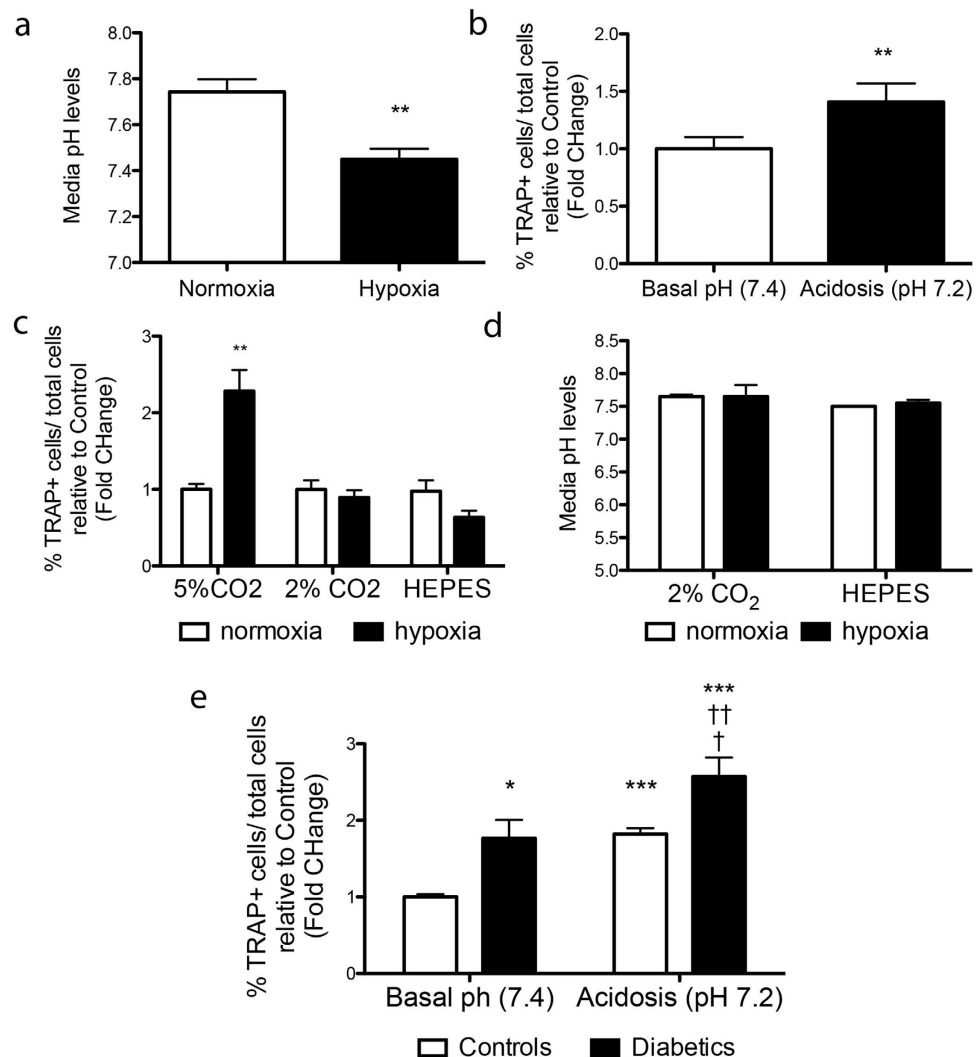 a
Media pH levels
7.8
7.6
7.4
7.2
7.0
**
Normoxia
Hypoxia
b
% TRAP+ cells/ total cells
relative to Control
(Fold CHange)
2.0
1.5
1.0
0.5
0.0
**
Basal pH (7.4)
Acidosis (pH 7.2)
c
% TRAP+ cells/ total cells
relative to Control
(Fold CHange)
3
2
1
0
**
5%CO2
2% CO2
HEPES
normoxia
hypoxia
d
Media pH levels
8.5
8.0
7.5
7.0
6.5
6.0
5.5
5.0
2% CO₂
HEPES
normoxia
hypoxia
e
% TRAP+ cells/ total cells
relative to Control
(Fold CHange)
3
2
1
0
*
***
***
††
†
Basal ph (7.4)
Acidosis (pH 7.2)
Controls
Diabetics